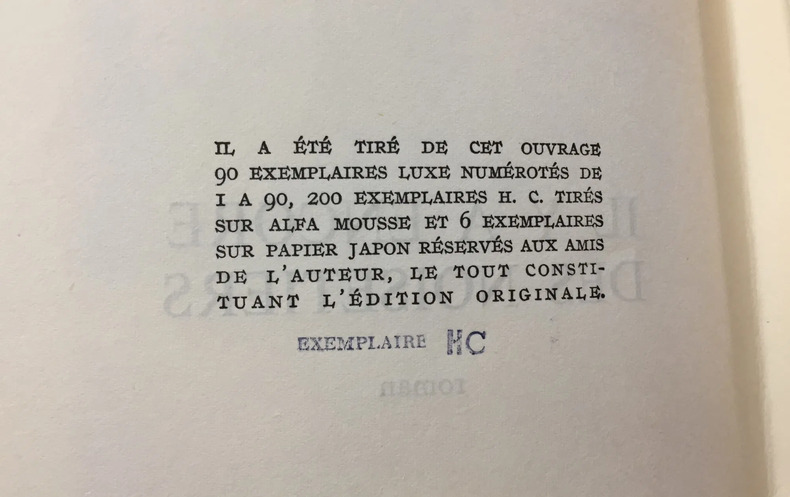 IL A ÉTÉ TIRÉ DE CET OUVRAGE
90 EXEMPLAIRES LUXE NUMÉROTÉS DE
I A 90, 200 EXEMPLAIRES H. C. TIRÉS
SUR ALFA MOUSSE ET 6 EXEMPLAIRES
SUR PAPIER JAPON RÉSERVÉS AUX AMIS
DE L'AUTEUR, LE TOUT CONSTI-
TUANT L'ÉDITION ORIGINALE.
EXEMPLAIRE HC
roman